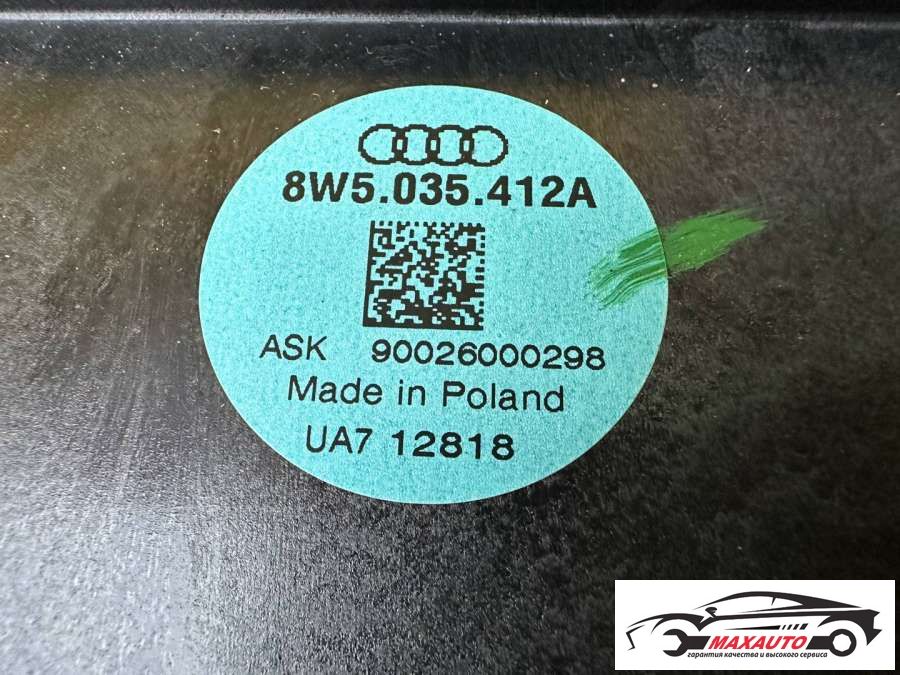 8W5.035.412A
ASK 90026000298
Made in Poland
UA7 12818
MAXAUTO
гарантия качества и высокого сервиса